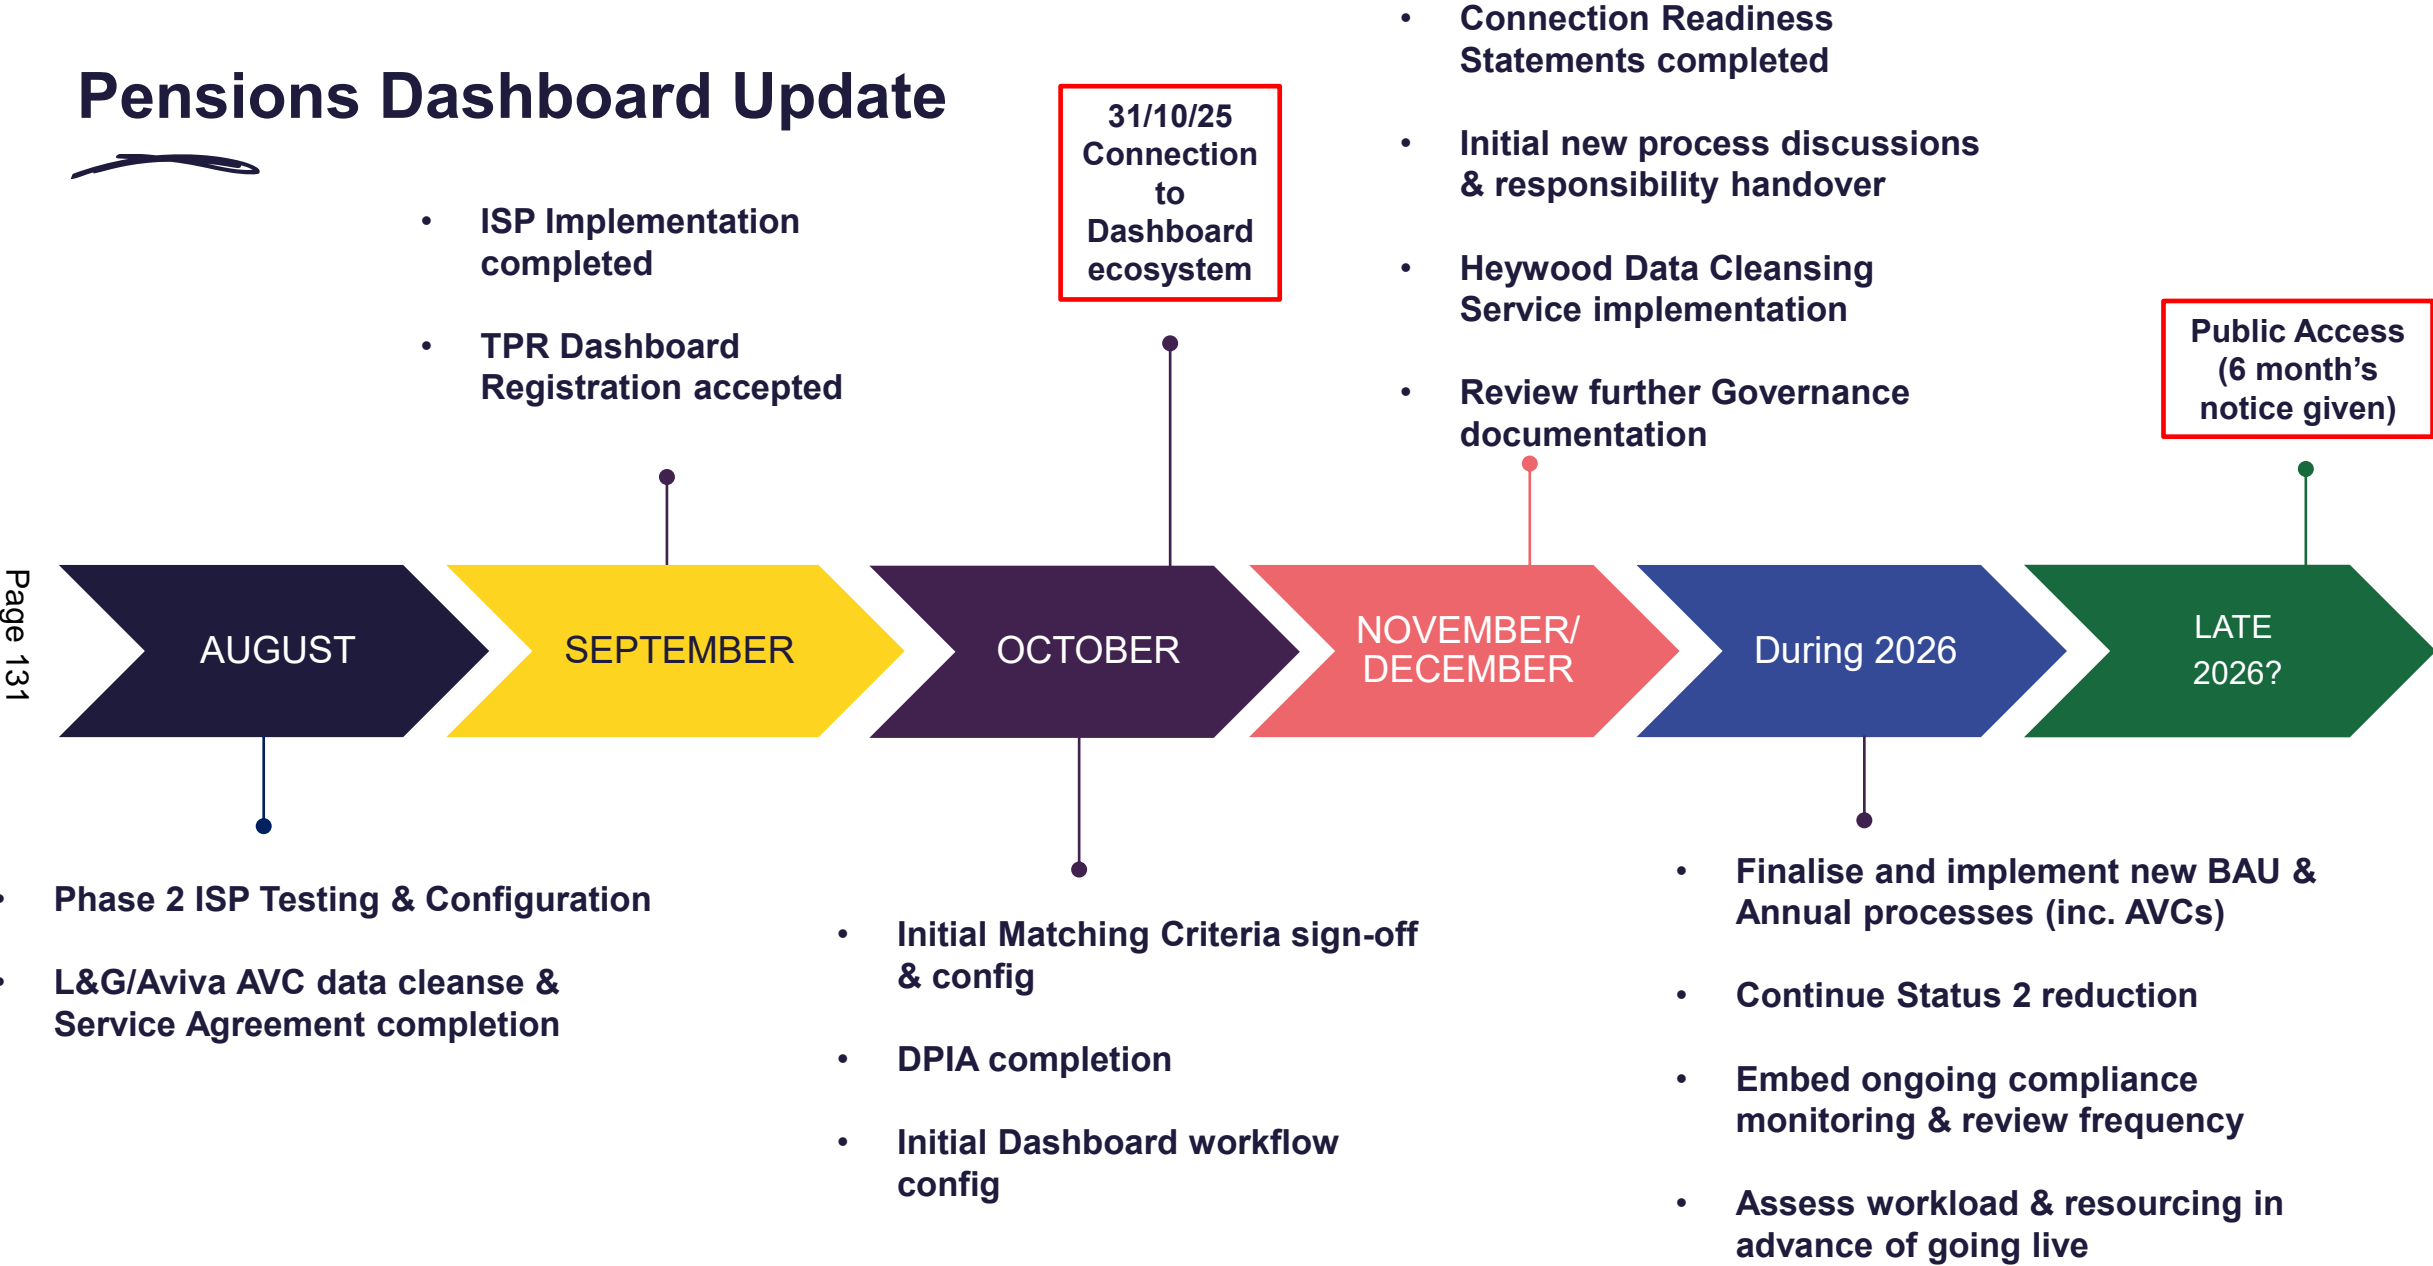 Pensions Dashboard Update
• ISP Implementation
completed
• TPR Dashboard
Registration accepted
31/10/25
Connection
to
Dashboard
ecosystem
• Connection Readiness
Statements completed
• Initial new process discussions
& responsibility handover
• Heywood Data Cleansing
Service implementation
• Review further Governance
documentation
Public Access
(6 month’s
notice given)
Page 131
AUGUST
SEPTEMBER
OCTOBER
NOVEMBER/
DECEMBER
During 2026
LATE
2026?
• Phase 2 ISP Testing & Configuration
• L&G/Aviva AVC data cleanse &
Service Agreement completion
• Initial Matching Criteria sign-off
& config
• DPIA completion
• Initial Dashboard workflow
config
• Finalise and implement new BAU &
Annual processes (inc. AVCs)
• Continue Status 2 reduction
• Embed ongoing compliance
monitoring & review frequency
• Assess workload & resourcing in
advance of going live